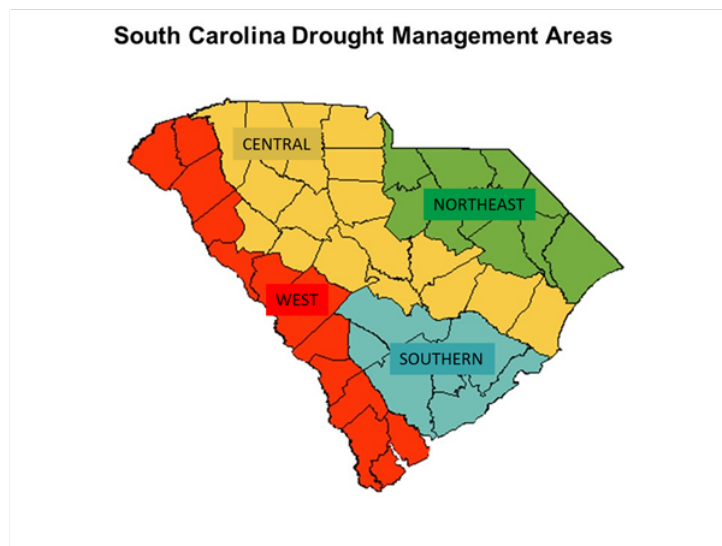 South Carolina Drought Management Areas
CENTRAL
NORTHEAST
WEST
SOUTHERN